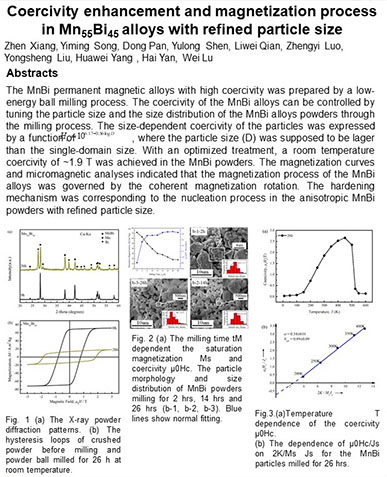 Coercivity enhancement and magnetization process
in Mn55Bi45 alloys with refined particle size
Zhen Xiang, Yiming Song, Dong Pan, Yulong Shen, Liwei Qian, Zhengyi Luo,
Yongsheng Liu, Huawei Yang , Hai Yan, Wei Lu
Abstracts
The MnBi permanent magnetic alloys with high coercivity was prepared by a low-
energy ball milling process. The coercivity of the MnBi alloys can be controlled by
tuning the particle size and the size distribution of the MnBi alloys powders through
the milling process. The size-dependent coercivity of the particles was expressed
by a function of , where the particle size (D) was supposed to be lager
than the single-domain size. With an optimized treatment, a room temperature
coercivity of ~1.9 T was achieved in the MnBi powders. The magnetization curves
and micromagnetic analyses indicated that the magnetization process of the MnBi
alloys was governed by the coherent magnetization rotation. The hardening
mechanism was corresponding to the nucleation process in the anisotropic MnBi
powders with refined particle size.
(a)
2-Theta (degree)
(b)
Magnetic Field,
Fig. 1 (a) The X-ray powder
diffraction patterns. (b) The
hysteresis loops of crushed
powder before milling and
powder ball milled for 26 h at
room temperature.
Fig. 2 (a) The milling time tM
dependent the saturation
magnetization Ms and
coercivity μ0Hc. The particle
morphology and size
distribution of MnBi powders
milling for 2 hrs, 14 hrs and
26 hrs (b-1, b-2, b-3). Blue
lines show normal fitting.
(a)
Temperature, T (K)
(b)
Fig.3.(a)Temperature T
dependence of the coercivity
μ0Hc.
(b) The dependence of μ0Hc/Js
on 2K/Ms Js for the MnBi
particles milled for 26 hrs.